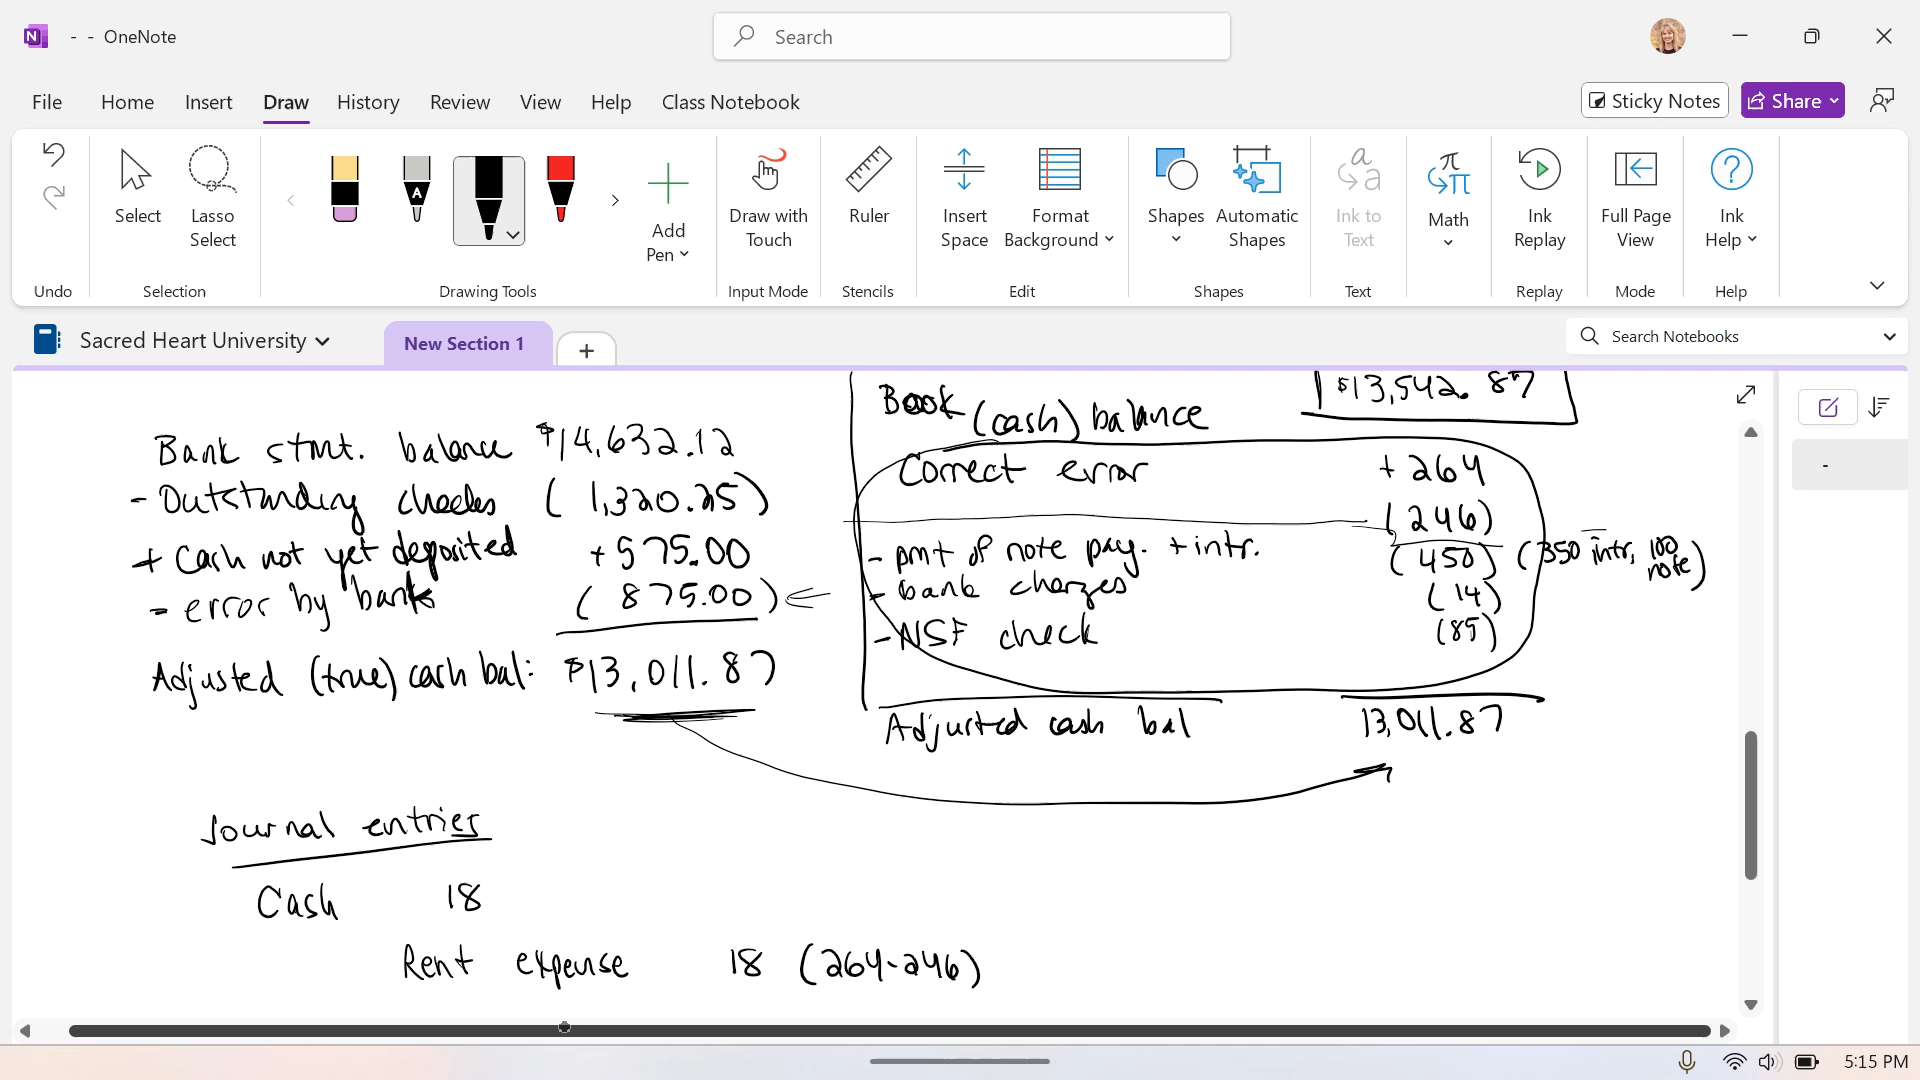 - - OneNote
Search
File Home Insert Draw History Review View Help Class Notebook
Sticky Notes Share
Select
Lasso Select
A
Add Pen
Draw with Touch
Ruler
Insert Space
Format Background
Shapes
Automatic Shapes
Ink to Text
Math
Ink Replay
Full Page View
Ink Help
Undo Selection Drawing Tools Input Mode Stencils Edit Shapes Text Replay Mode Help
Sacred Heart University New Section 1 +
Search Notebooks
-
Bank stmt. balance $14,632.12
- Outstanding checks (1,320.25)
+ Cash not yet deposited +575.00
- error by bank (875.00)
Adjusted (true) cash bal: $13,011.87
Book (cash) balance $13,542.87
Correct error +264
(246)
- pmt of note pay. + intr. (450) (350 intr, 100 note)
- bank charges (14)
- NSF check (85)
Adjusted cash bal 13,011.87
Journal entries
Cash 18
Rent expense 18 (264-246)
5:15 PM